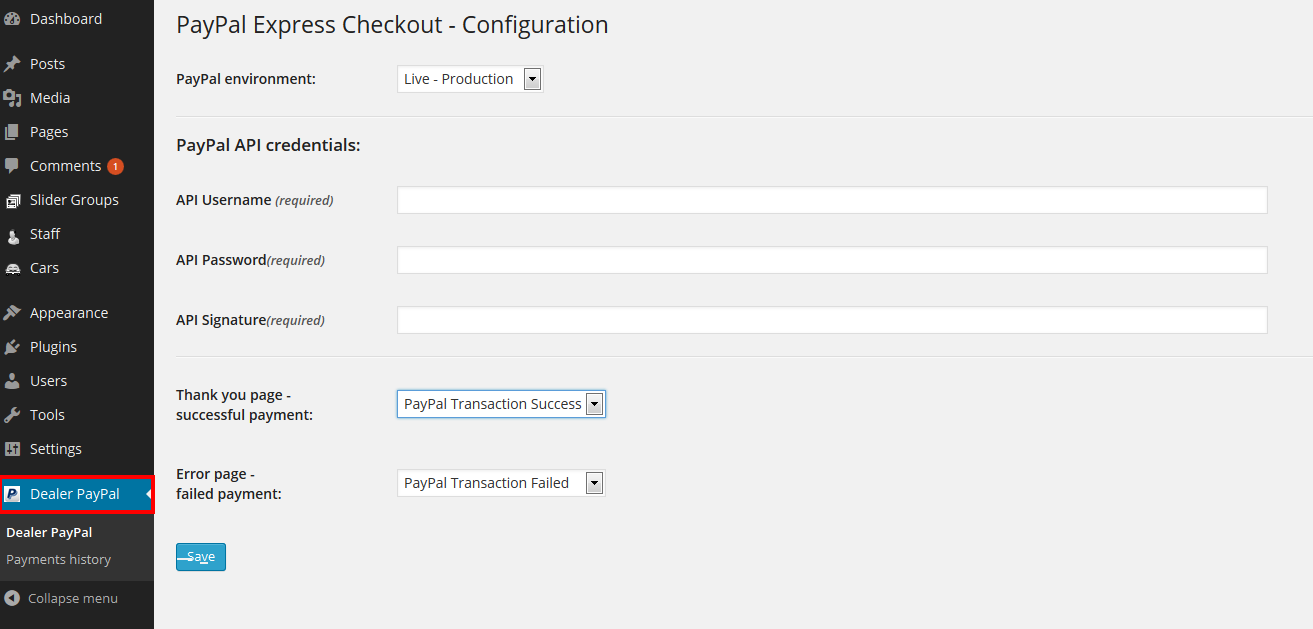 Dashboard
Posts
Media
Pages
Comments 1
Slider Groups
Staff
Cars
Appearance
Plugins
Users
Tools
Settings
Dealer PayPal
Dealer PayPal
Payments history
Collapse menu
PayPal Express Checkout - Configuration
PayPal environment:
Live - Production
PayPal API credentials:
API Username (required)
API Password(required)
API Signature(required)
Thank you page -
successful payment:
PayPal Transaction Success
Error page -
failed payment:
PayPal Transaction Failed
Save